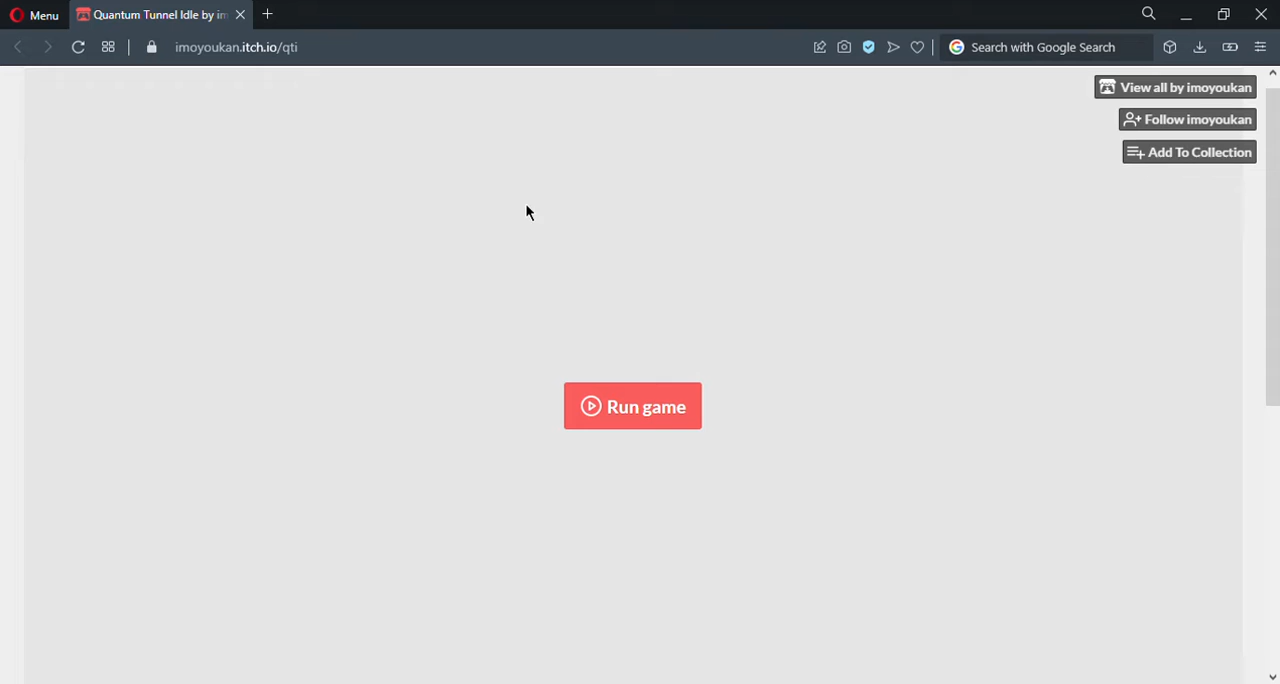 Menu
Quantum Tunnel Idle by im
imoyoukan.itch.io/qti
Search with Google Search
View all by imoyoukan
Follow imoyoukan
Add To Collection
Run game